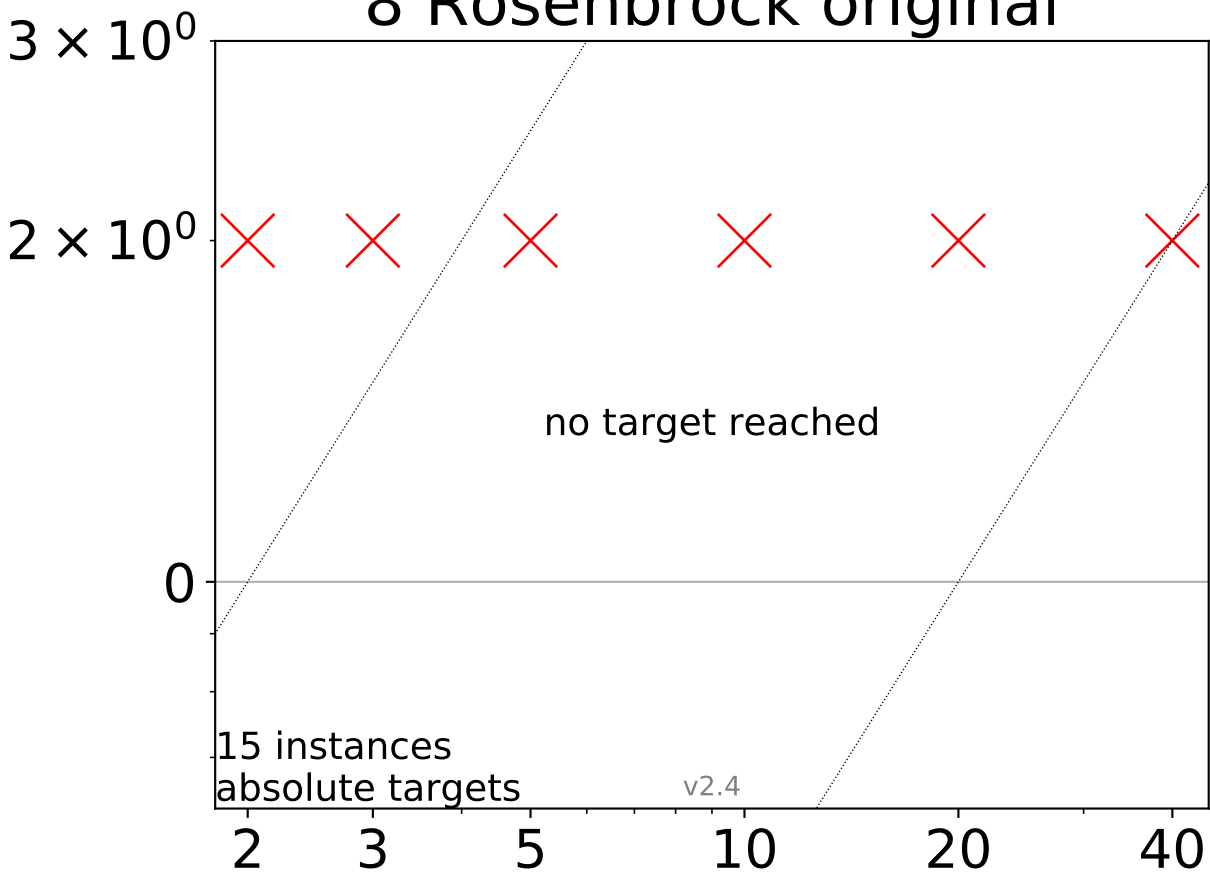 8 Rosenbrock original
3 × 10⁰
2 × 10⁰
no target reached
0
15 instances
absolute targets
v2.4
2 3 5 10 20 40